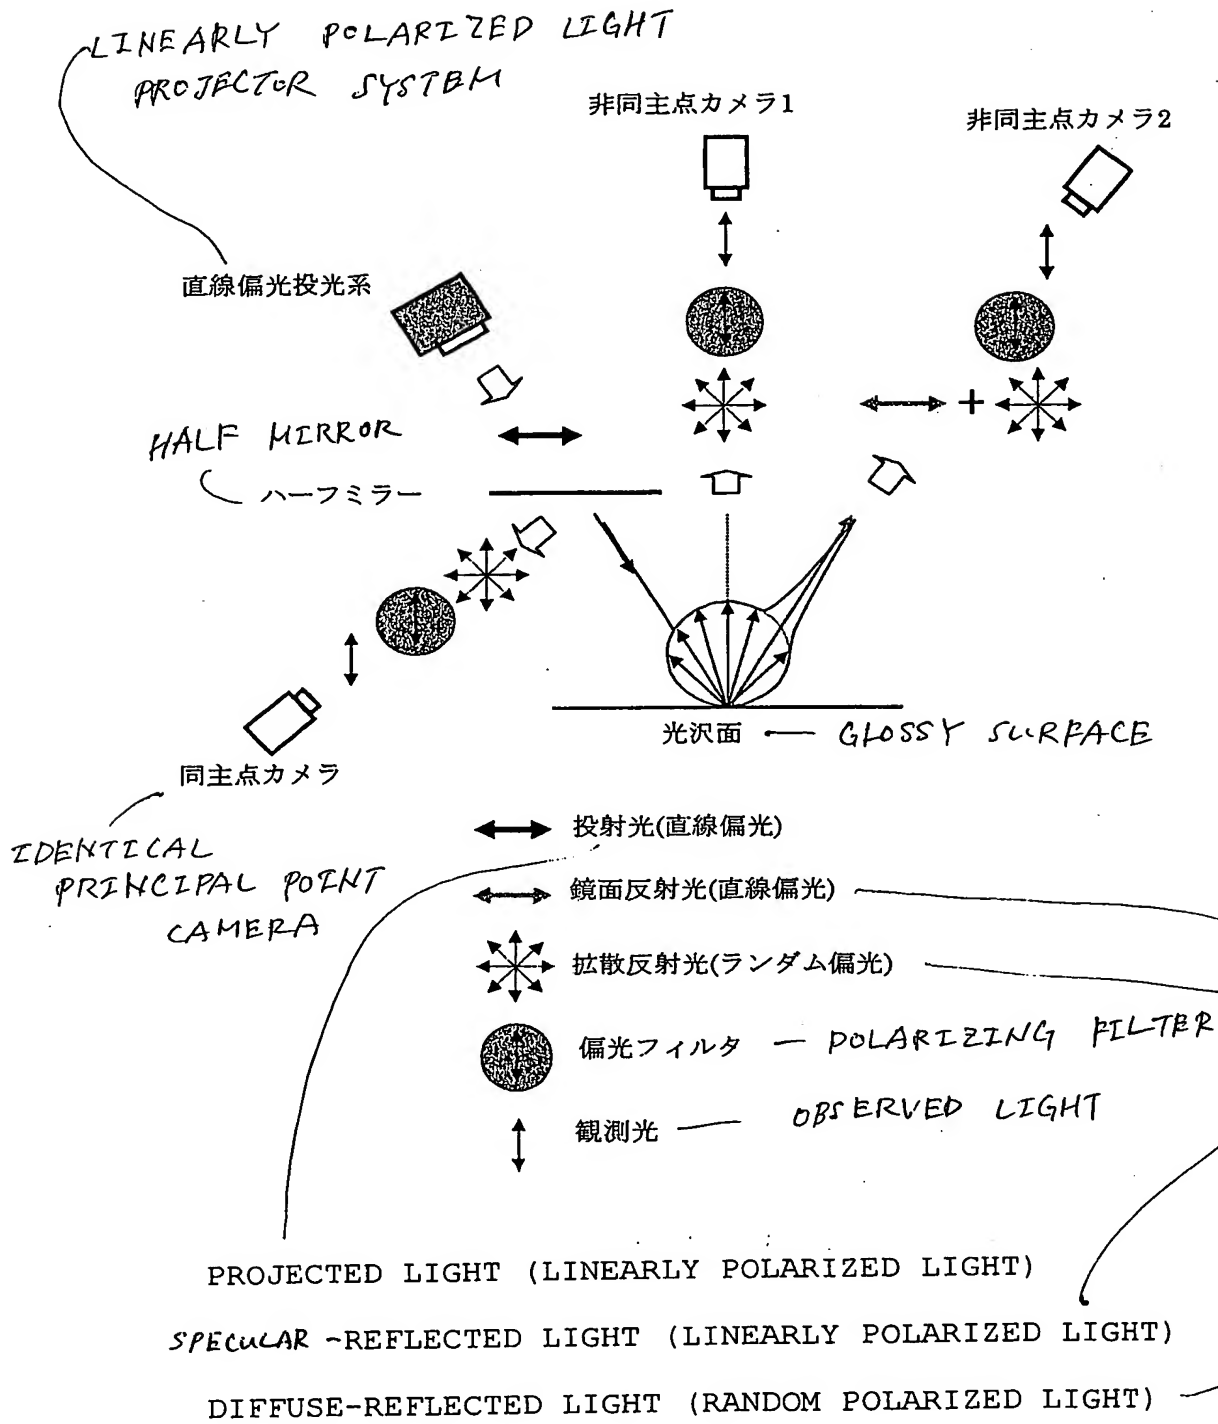 LINEARLY POLARIZED LIGHT
PROJECTOR SYSTEM
非同主点カメラ1
非同主点カメラ2
直線偏光投光系
HALF MIRROR
ハーフミラー
光沢面
GLOSSY SURFACE
同主点カメラ
IDENTICAL
PRINCIPAL POINT
CAMERA
投射光(直線偏光)
鏡面反射光(直線偏光)
拡散反射光(ランダム偏光)
偏光フィルタ
POLARIZING FILTER
観測光
OBSERVED LIGHT
PROJECTED LIGHT (LINEARLY POLARIZED LIGHT)
SPECULAR-REFLECTED LIGHT (LINEARLY POLARIZED LIGHT)
DIFFUSE-REFLECTED LIGHT (RANDOM POLARIZED LIGHT)